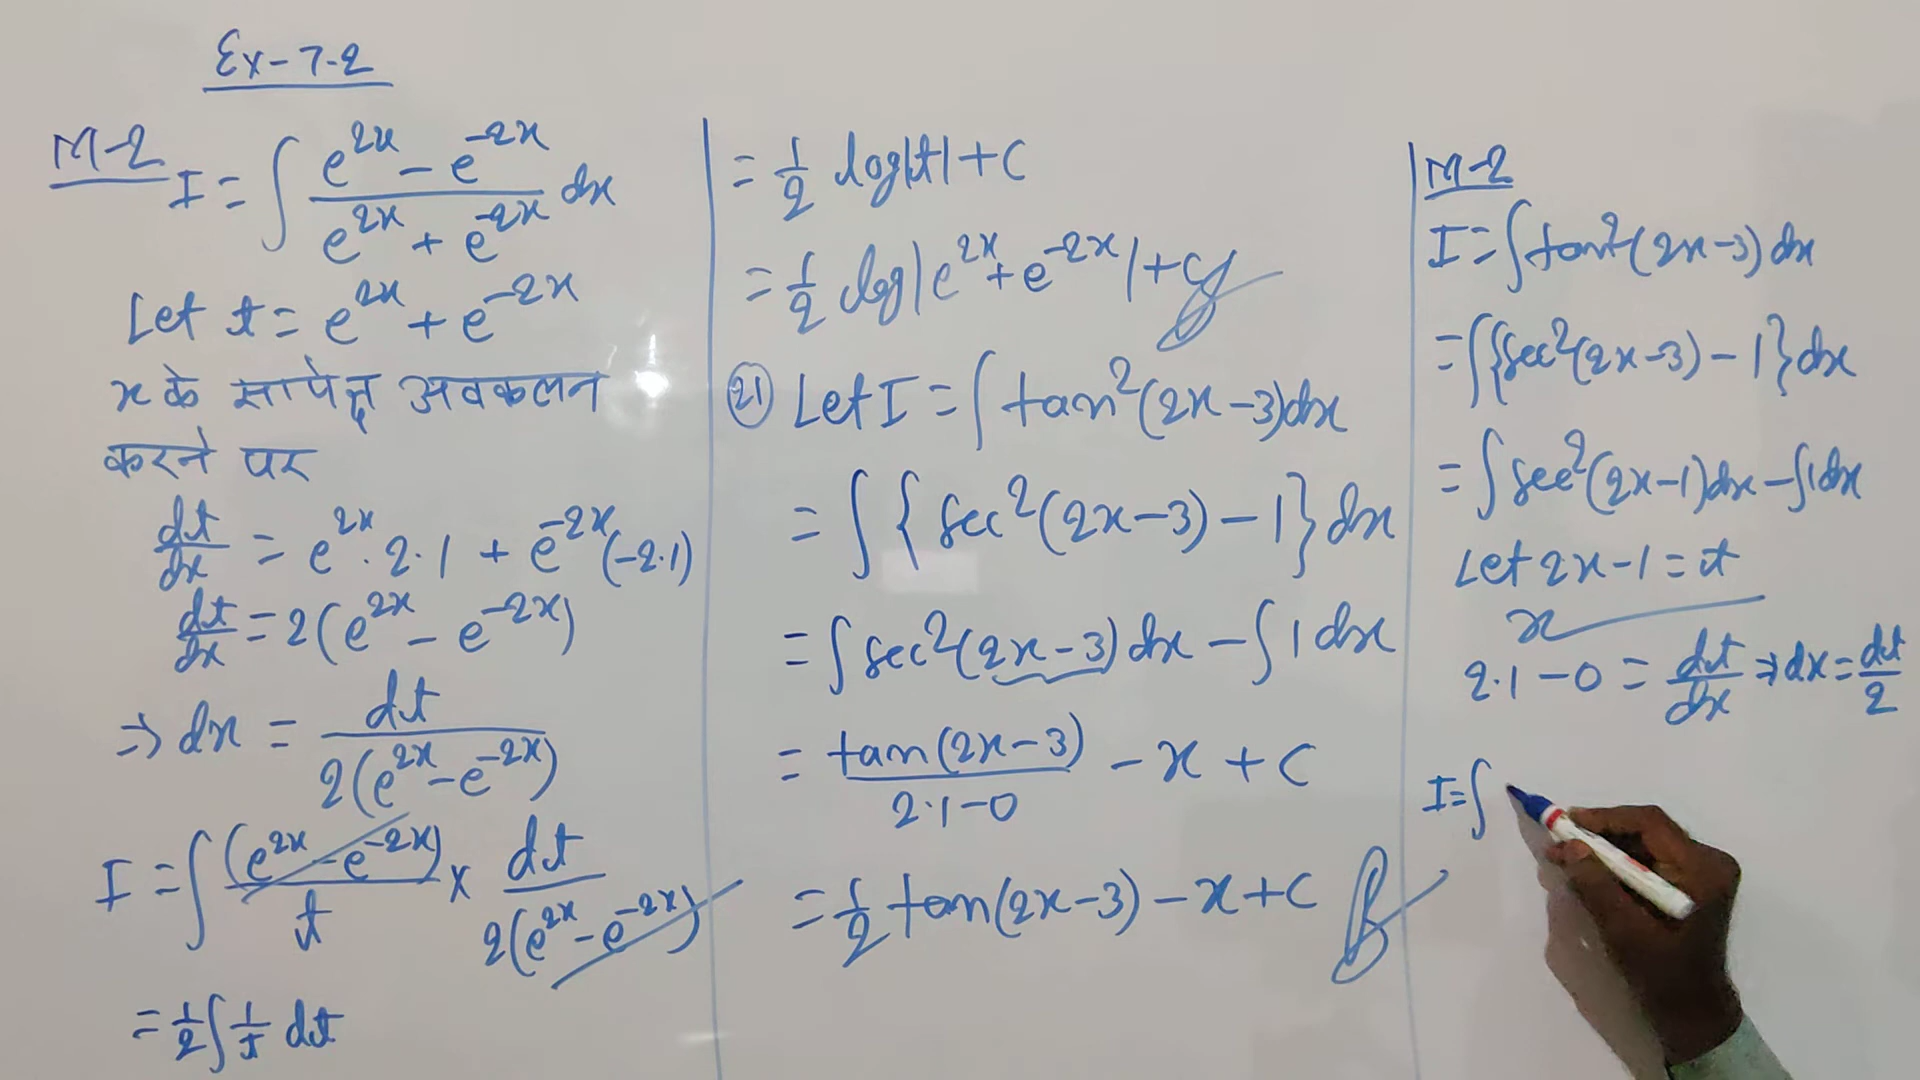 Ex-7.2
M-2
I = ∫ (e^{2x} - e^{-2x})/(e^{2x} + e^{-2x}) dx
Let t = e^{2x} + e^{-2x}
x के सापेक्ष अवकलन
करने पर
dt/dx = e^{2x} · 2·1 + e^{-2x} (-2·1)
dt/dx = 2(e^{2x} - e^{-2x})
⇒ dx = dt/(2(e^{2x} - e^{-2x}))
I = ∫ (e^{2x} - e^{-2x})/t × dt/(2(e^{2x} - e^{-2x}))
= 1/2 ∫ 1/t dt
= 1/2 log|t| + C
= 1/2 log|e^{2x} + e^{-2x}| + C
(21) Let I = ∫ tan²(2x-3)dx
= ∫ {sec²(2x-3) - 1} dx
= ∫ sec²(2x-3) dx - ∫ 1 dx
= tan(2x-3)/(2·1-0) - x + C
= 1/2 tan(2x-3) - x + C
M-2
I = ∫ tan²(2x-3) dx
= ∫ {sec²(2x-3) - 1} dx
= ∫ sec²(2x-1)dx - ∫ 1 dx
Let 2x-1 = t
x
2·1-0 = dt/dx ⇒ dx = dt/2
I = ∫